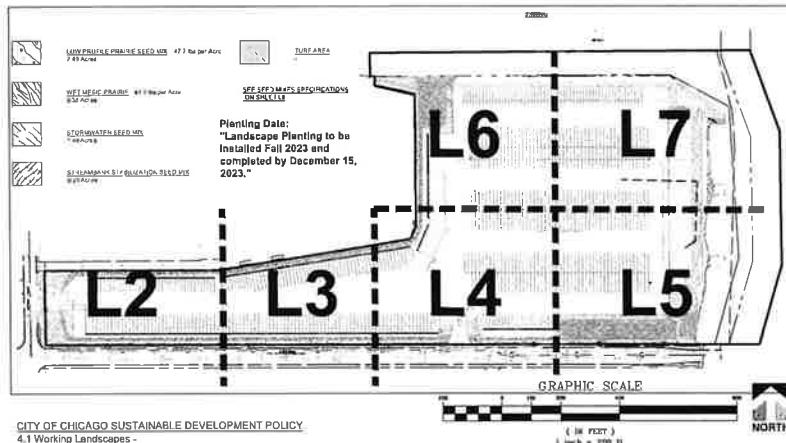 LOW PROFILE PRAIRIE SEED MIX
TURF AREA
WET MESIC PRAIRIE
SEE SEED MIXES SPECIFICATIONS
ON SHEET L8
STORMWATER SEED MIX
STREAMBANK STABILIZATION SEED MIX
Planting Date:
"Landscape Planting to be
Installed Fall 2023 and
completed by December 15,
2023."
L6
L7
L2
L3
L4
L5
GRAPHIC SCALE
( IN FEET )
NORTH
CITY OF CHICAGO SUSTAINABLE DEVELOPMENT POLICY
4.1 Working Landscapes -